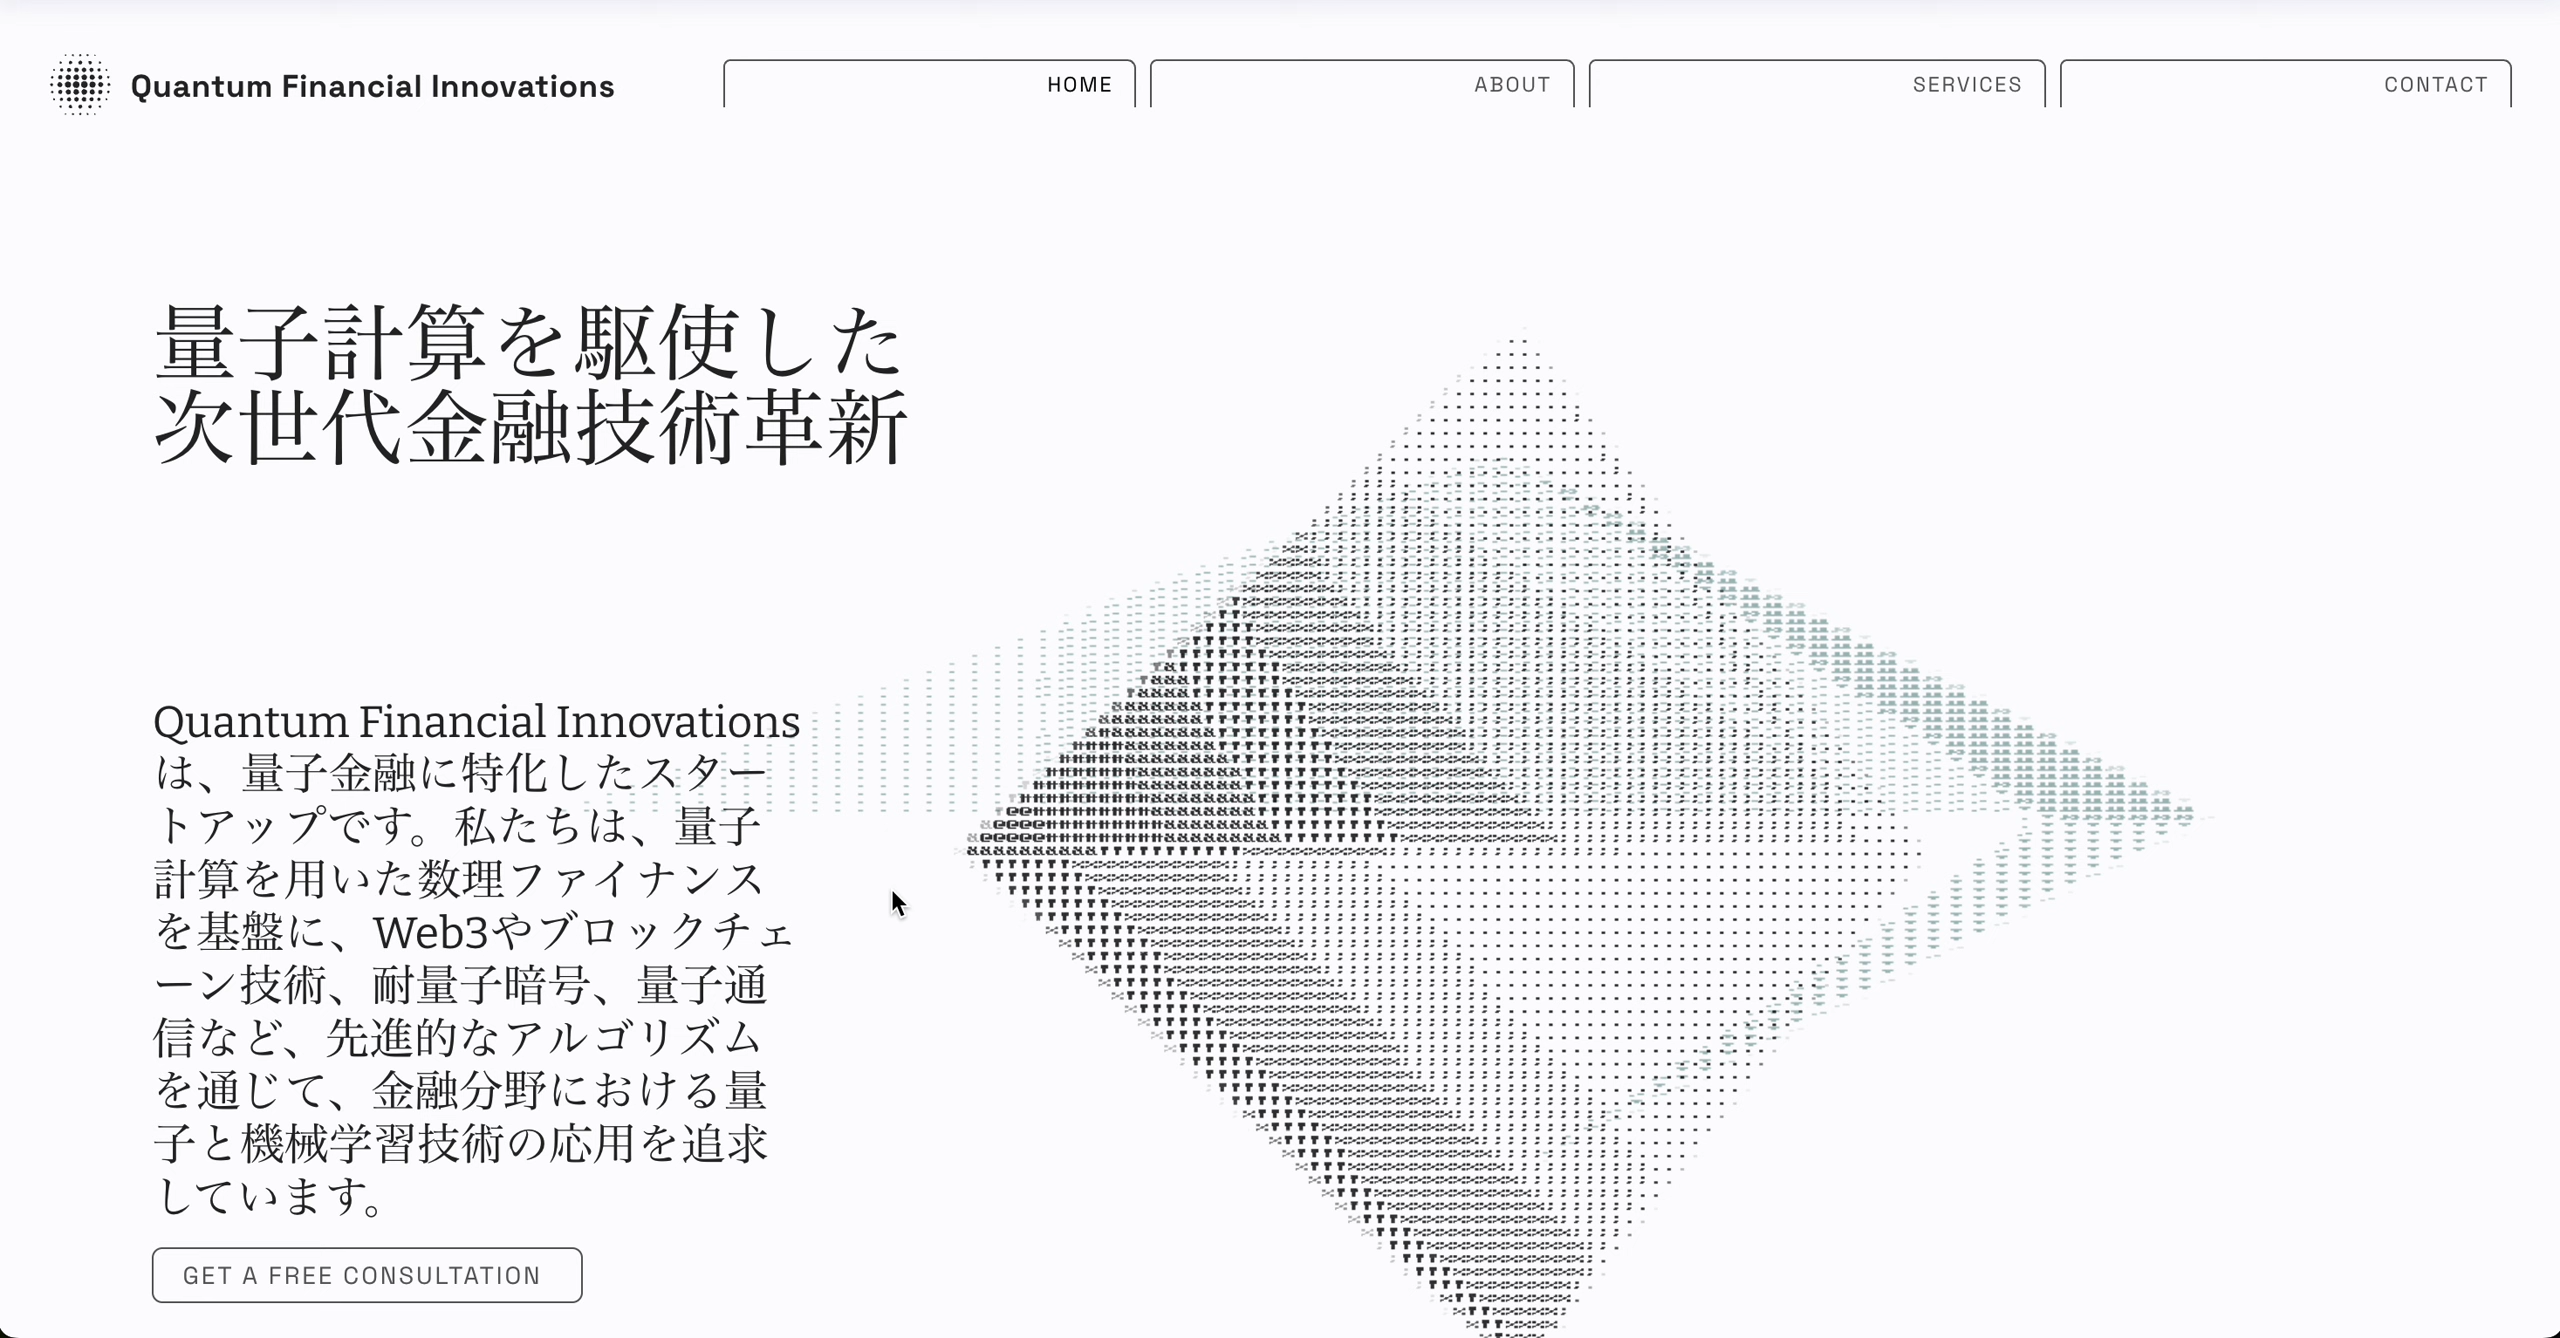 Quantum Financial Innovations
HOME
ABOUT
SERVICES
CONTACT
量子計算を駆使した
次世代金融技術革新
Quantum Financial Innovations
は、量子金融に特化したスター
トアップです。私たちは、量子
計算を用いた数理ファイナンス
を基盤に、Web3やブロックチェ
ーン技術、耐量子暗号、量子通
信など、先進的なアルゴリズム
を通じて、金融分野における量
子と機械学習技術の応用を追求
しています。
GET A FREE CONSULTATION